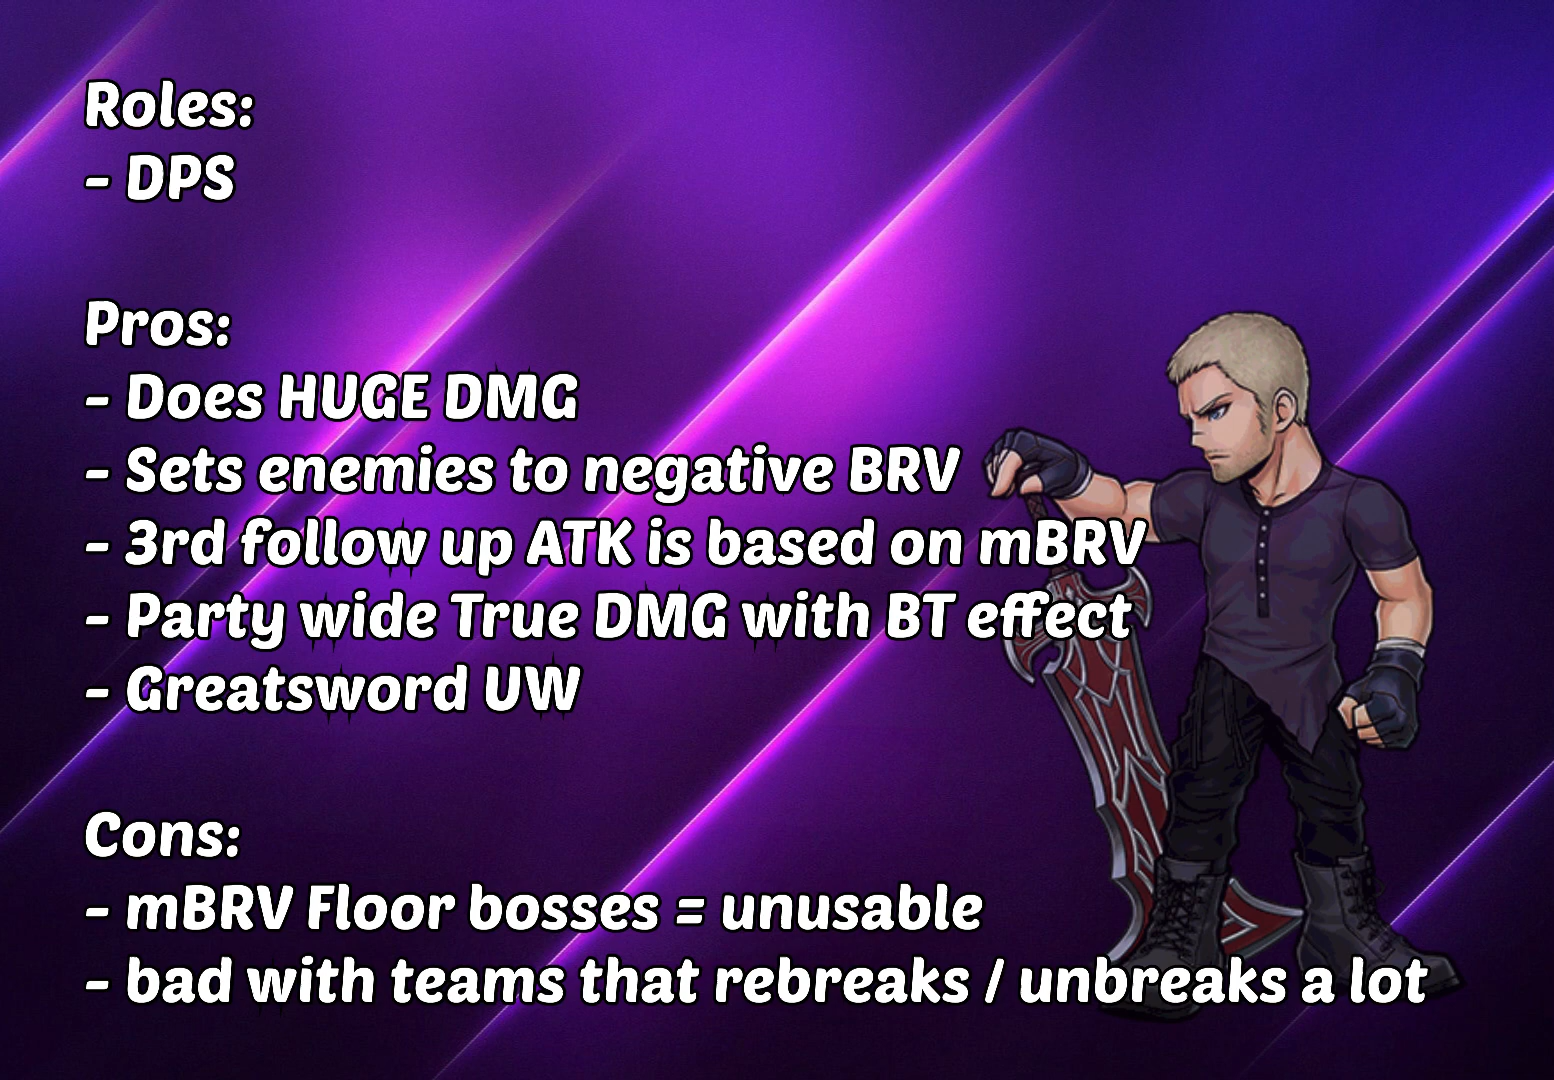 Roles:
- DPS
Pros:
- Does HUGE DMG
- Sets enemies to negative BRV
- 3rd follow up ATK is based on mBRV
- Party wide True DMG with BT effect
- Greatsword UW
Cons:
- mBRV Floor bosses = unusable
- bad with teams that rebreaks / unbreaks a lot